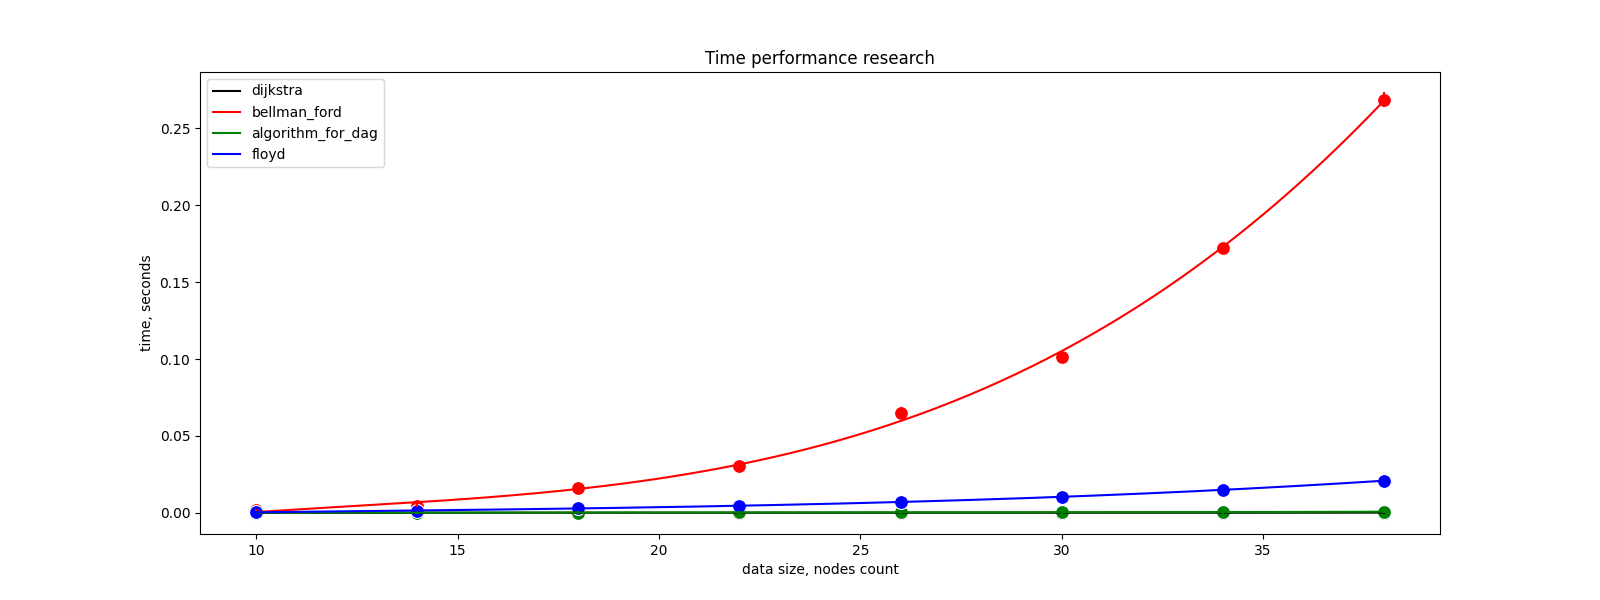 Time performance research
dijkstra
bellman_ford
algorithm_for_dag
floyd
time, seconds
0.25
0.20
0.15
0.10
0.05
0.00
10 15 20 25 30 35
data size, nodes count